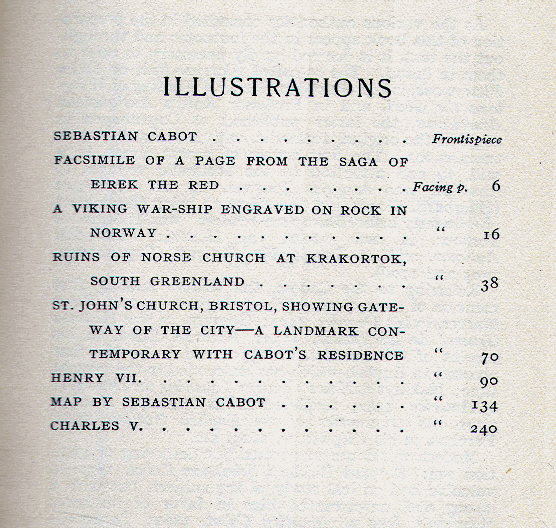 ILLUSTRATIONS
SEBASTIAN CABOT . . . . . . . . . Frontispiece
FACSIMILE OF A PAGE FROM THE SAGA OF
EIREK THE RED . . . . . . . . Facing p. 6
A VIKING WAR-SHIP ENGRAVED ON ROCK IN
NORWAY . . . . . . . . . . . “ 16
RUINS OF NORSE CHURCH AT KRAKORTOK,
SOUTH GREENLAND . . . . . . . “ 38
ST. JOHN'S CHURCH, BRISTOL, SHOWING GATE-
WAY OF THE CITY—A LANDMARK CON-
TEMPORARY WITH CABOT'S RESIDENCE “ 70
HENRY VII. . . . . . . . . . . . “ 90
MAP BY SEBASTIAN CABOT . . . . . . “ 134
CHARLES V. . . . . . . . . . . . “ 240